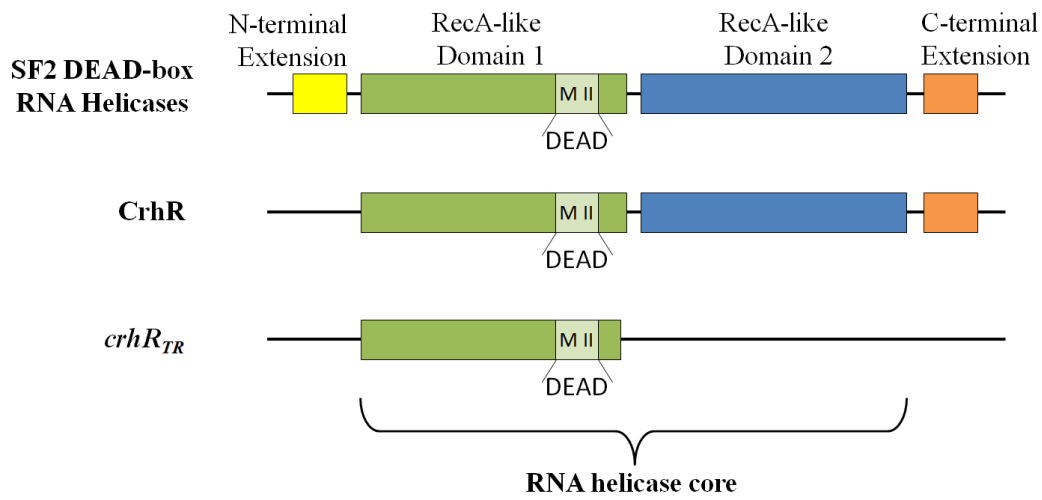 N-terminal
Extension
RecA-like
Domain 1
RecA-like
Domain 2
C-terminal
Extension
SF2 DEAD-box
RNA Helicases
M II
DEAD
CrhR
M II
DEAD
crhR_TR
M II
DEAD
RNA helicase core